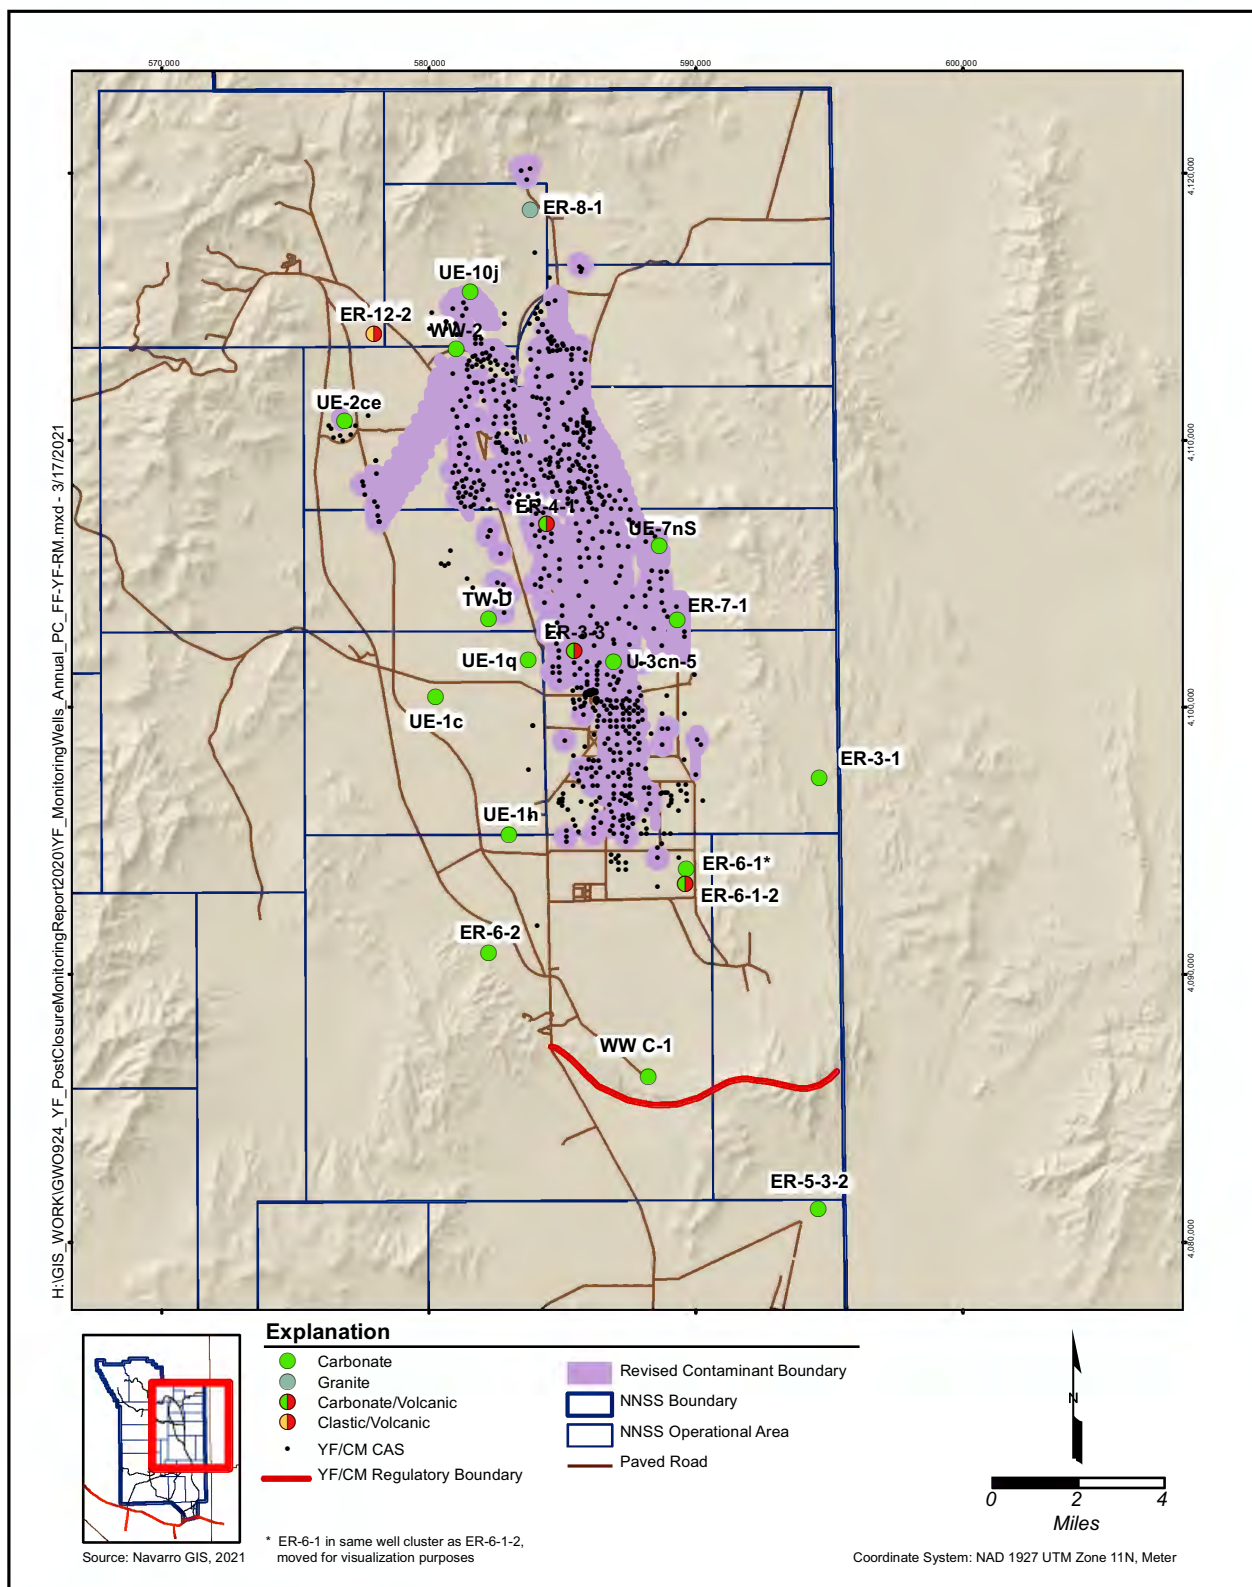 570,000
580,000
590,000
600,000
4,120,000
4,110,000
4,100,000
4,090,000
4,080,000
H:\GIS_WORK\GWO924_YF_PostClosureMonitoringReport2020\YF_MonitoringWells_Annual_PC_FF-YF-RM.mxd - 3/17/2021
ER-8-1
UE-10j
ER-12-2
WW-2
UE-2ce
ER-4-1
UE-7nS
TW-D
ER-7-1
ER-3-3
UE-1q
U-3cn-5
UE-1c
ER-3-1
UE-1h
ER-6-1*
ER-6-1-2
ER-6-2
WW C-1
ER-5-3-2
Explanation
Carbonate
Granite
Carbonate/Volcanic
Clastic/Volcanic
YF/CM CAS
YF/CM Regulatory Boundary
Revised Contaminant Boundary
NNSS Boundary
NNSS Operational Area
Paved Road
N
0 2 4
Miles
* ER-6-1 in same well cluster as ER-6-1-2,
moved for visualization purposes
Source: Navarro GIS, 2021
Coordinate System: NAD 1927 UTM Zone 11N, Meter